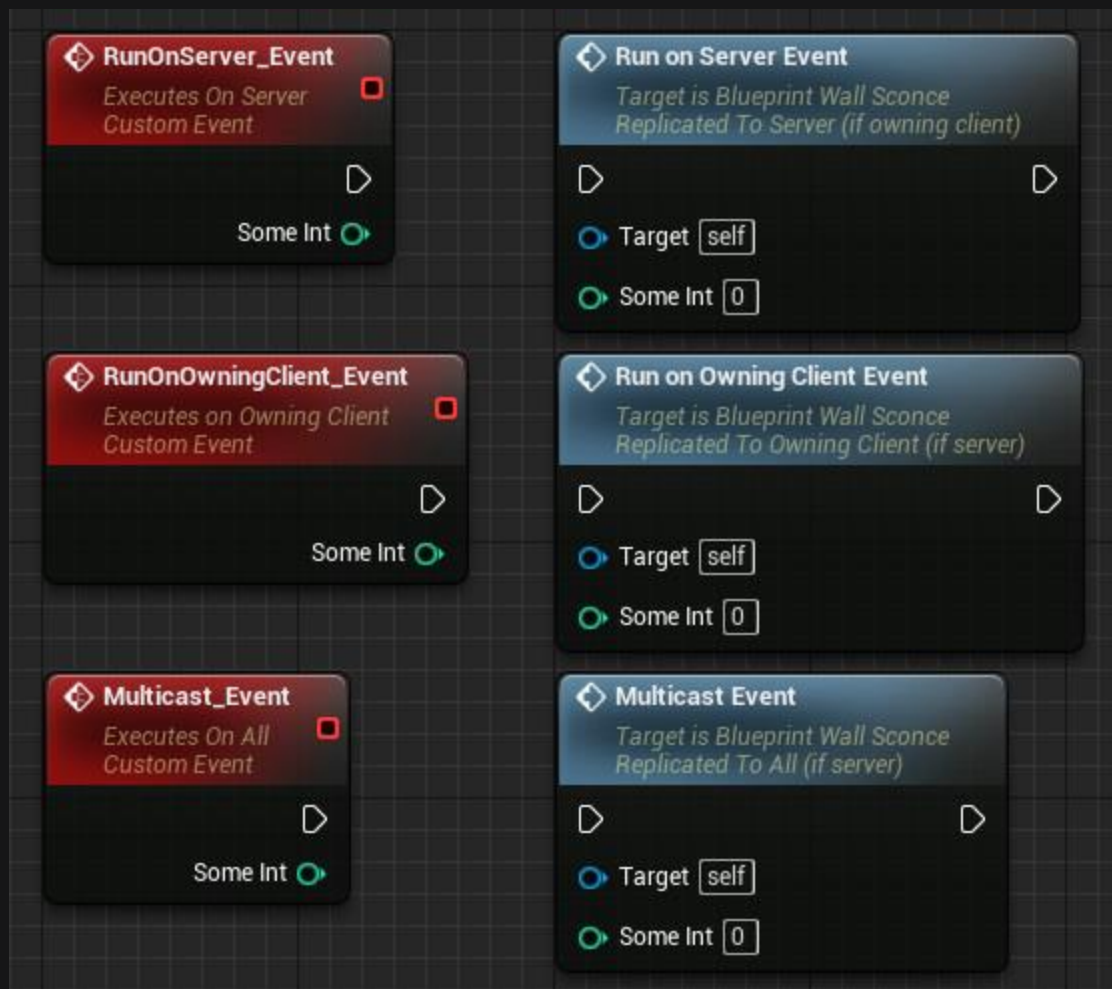 RunOnServer_Event
Executes On Server
Custom Event
Some Int
Run on Server Event
Target is Blueprint Wall Sconce
Replicated To Server (if owning client)
Target self
Some Int 0
RunOnOwningClient_Event
Executes on Owning Client
Custom Event
Some Int
Run on Owning Client Event
Target is Blueprint Wall Sconce
Replicated To Owning Client (if server)
Target self
Some Int 0
Multicast_Event
Executes On All
Custom Event
Some Int
Multicast Event
Target is Blueprint Wall Sconce
Replicated To All (if server)
Target self
Some Int 0